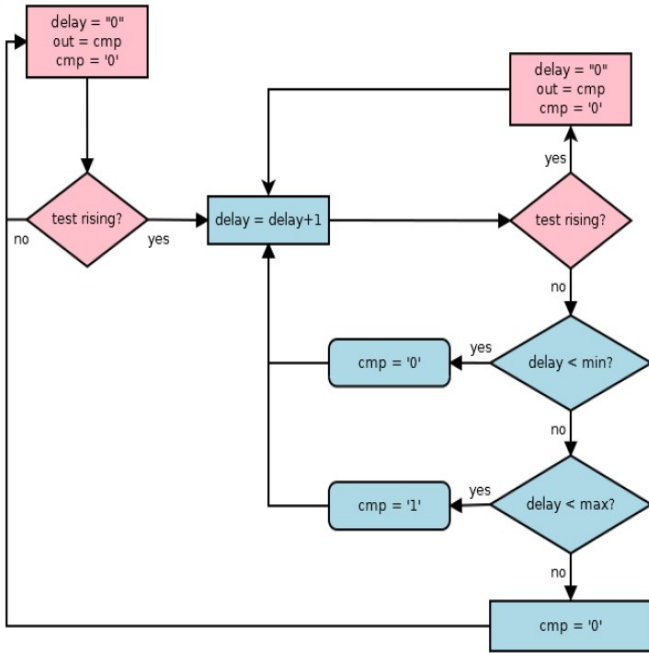 delay = "0"
out = cmp
cmp = '0'
delay = "0"
out = cmp
cmp = '0'
yes
test rising?
no
yes
delay = delay+1
test rising?
no
cmp = '0'
yes
delay < min?
no
cmp = '1'
yes
delay < max?
no
cmp = '0'